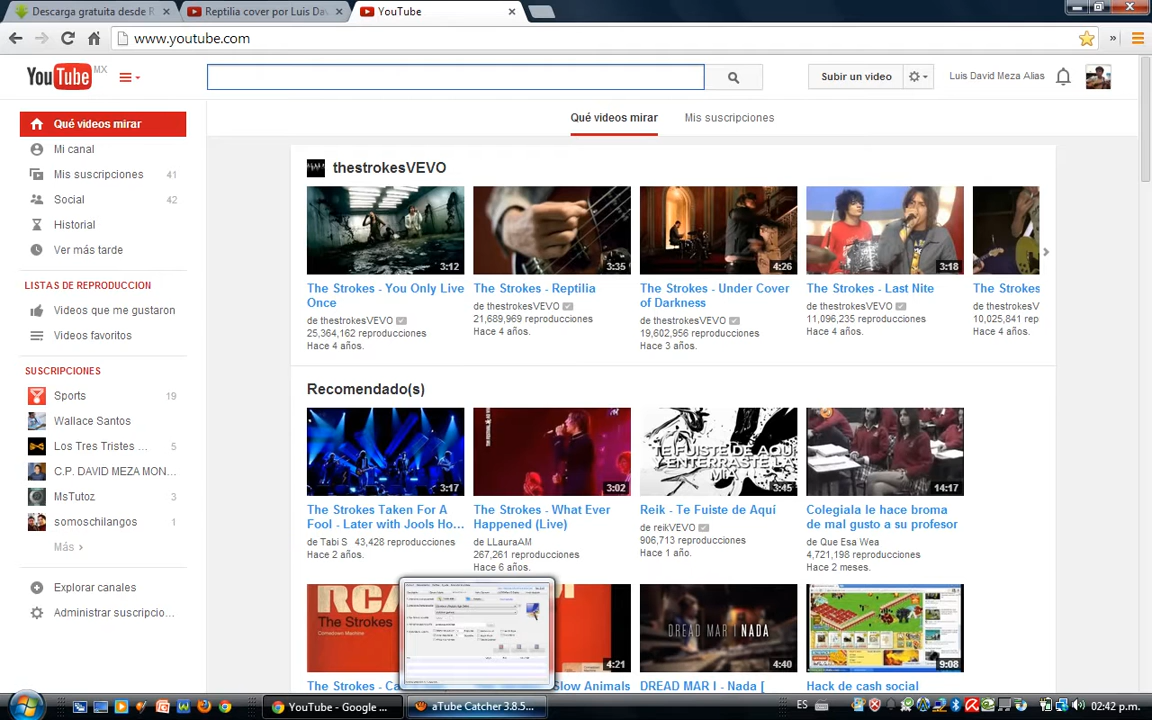 Descarga gratuita desde R
Reptilia cover por Luis Da
YouTube
www.youtube.com
YouTube MX
Subir un video
Luis David Meza Alias
Qué videos mirar
Mi canal
Mis suscripciones 41
Social 42
Historial
Ver más tarde
LISTAS DE REPRODUCCIÓN
Videos que me gustaron
Videos favoritos
SUSCRIPCIONES
Sports 19
Wallace Santos
Los Tres Tristes ... 5
C.P. DAVID MEZA MON...
MsTutoz 3
somoschilangos 1
Más ›
Explorar canales
Administrar suscripcio...
Qué videos mirar
Mis suscripciones
thestrokesVEVO
3:12
3:35
4:26
3:18
The Strokes - You Only Live
Once
de thestrokesVEVO
25,364,162 reproducciones
Hace 4 años.
The Strokes - Reptilia
de thestrokesVEVO
21,689,969 reproducciones
Hace 4 años.
The Strokes - Under Cover
of Darkness
de thestrokesVEVO
19,602,956 reproducciones
Hace 3 años.
The Strokes - Last Nite
de thestrokesVEVO
11,096,235 reproducciones
Hace 4 años.
The Strokes
de thestrokesV
10,025,841 rep
Hace 4 años.
Recomendado(s)
3:17
3:02
TE FUISTE DE AQUÍ
Y ENTERRASTE LA
MÍA
3:45
14:17
The Strokes Taken For A
Fool - Later with Jools Ho...
de Tabi S 43,428 reproducciones
Hace 2 años.
The Strokes - What Ever
Happened (Live)
de LLauraAM
267,261 reproducciones
Hace 6 años.
Reik - Te Fuiste de Aquí
de reikVEVO
906,713 reproducciones
Hace 1 año.
Colegiala le hace broma
de mal gusto a su profesor
de Que Esa Wea
4,721,198 reproducciones
Hace 2 meses.
RCA
The Strokes
Comedown Machine
4:21
DREAD MAR I NADA
4:40
9:08
The Strokes - Ca
Slow Animals
DREAD MAR I - Nada [
Hack de cash social
YouTube - Google ...
aTube Catcher 3.8.5...
ES
02:42 p.m.